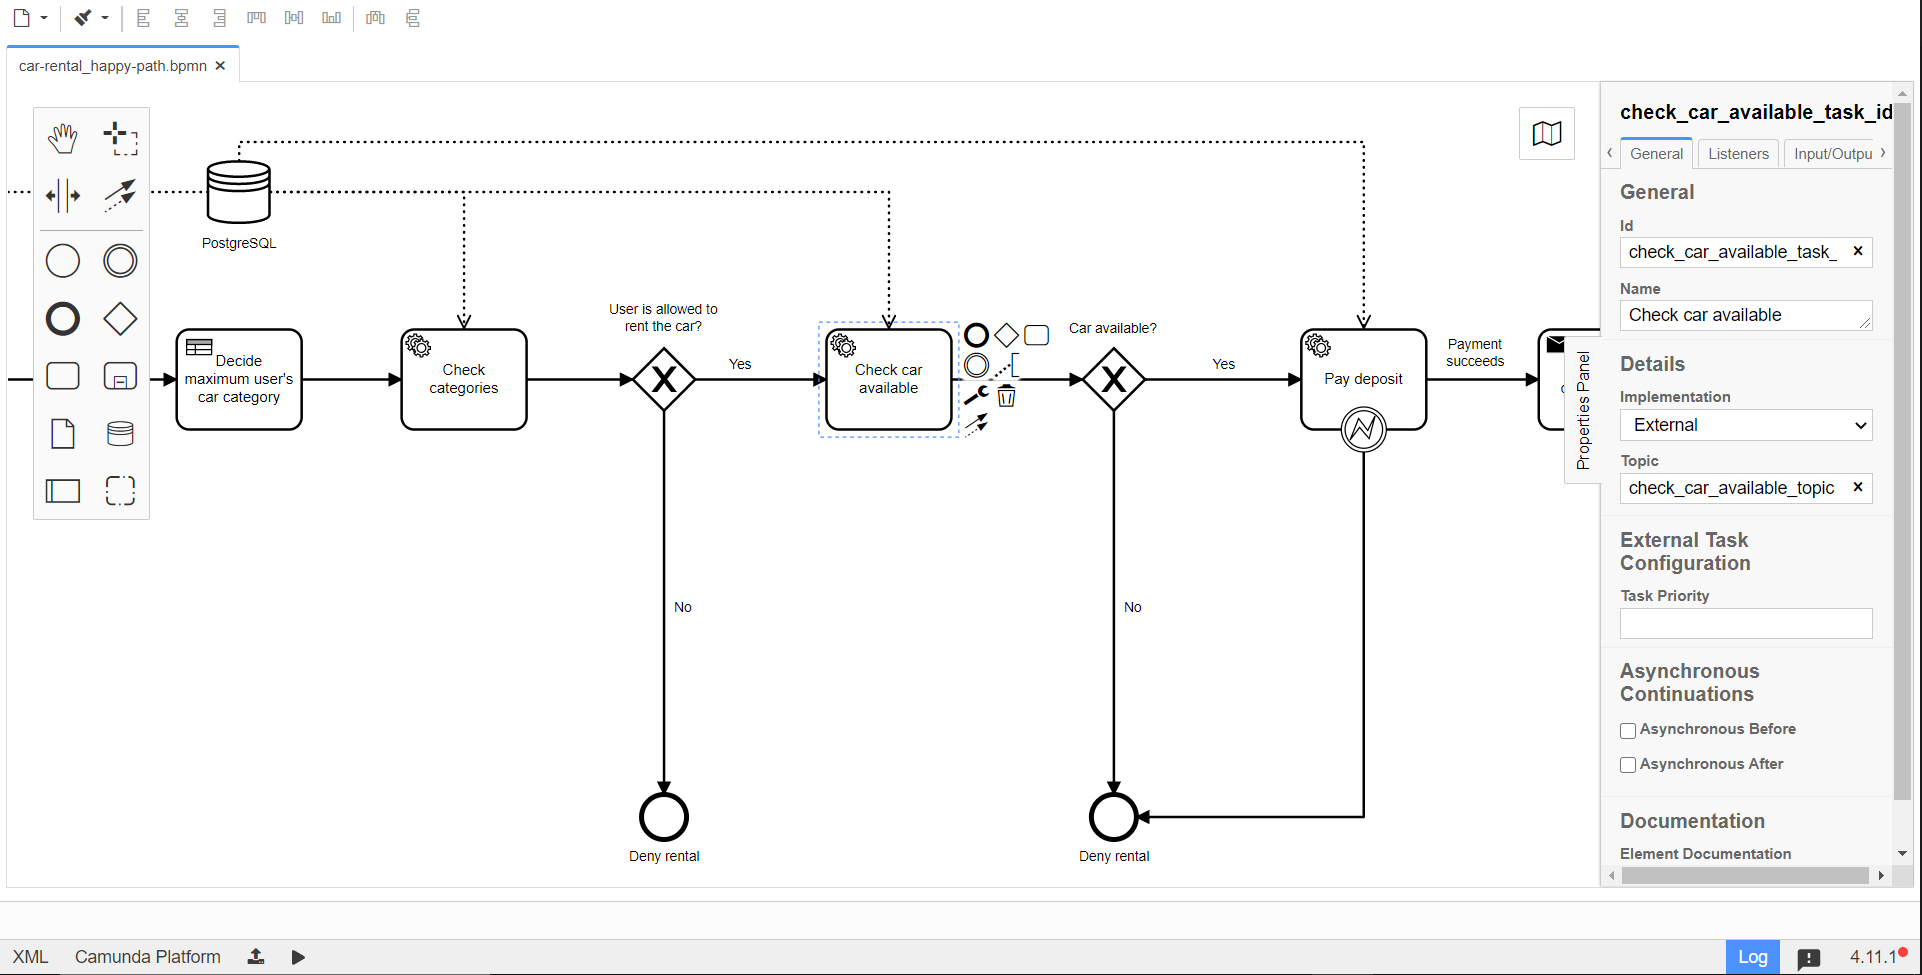 car-rental_happy-path.bpmn
PostgreSQL
Decide
maximum user's
car category
Check
categories
User is allowed to
rent the car?
Yes
No
Deny rental
Check car
available
Car available?
Yes
No
Deny rental
Pay deposit
Payment
succeeds
Properties Panel
check_car_available_task_id
General
Listeners
Input/Outpu
General
Id
check_car_available_task_
Name
Check car available
Details
Implementation
External
Topic
check_car_available_topic
External Task
Configuration
Task Priority
Asynchronous
Continuations
Asynchronous Before
Asynchronous After
Documentation
Element Documentation
XML
Camunda Platform
Log
4.11.1